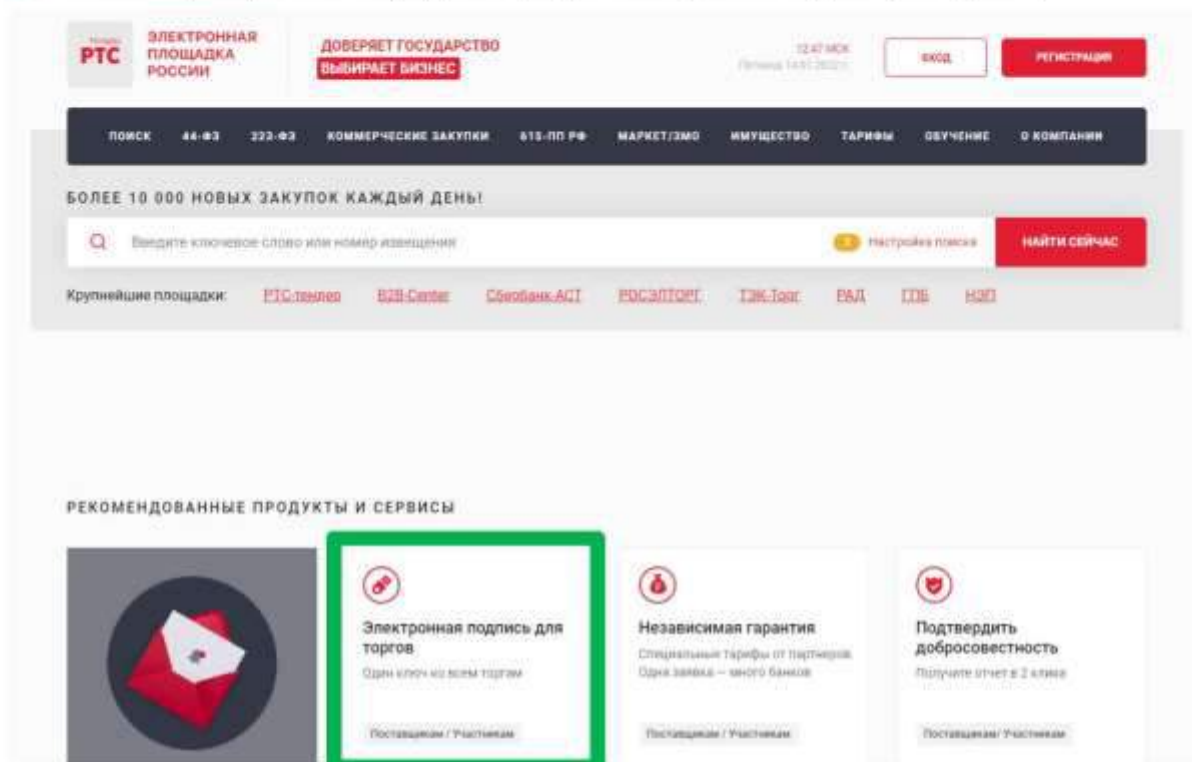 РТС
ЭЛЕКТРОННАЯ
ПЛОЩАДКА
РОССИИ
ДОВЕРЯЕТ ГОСУДАРСТВО
ВЫБИРАЕТ БИЗНЕС
12:47 МСК
ВХОД
РЕГИСТРАЦИЯ
ПОИСК 44-ФЗ 223-ФЗ КОММЕРЧЕСКИЕ ЗАКУПКИ 615-ПП РФ МАРКЕТ/ЗМО ИМУЩЕСТВО ТАРИФЫ ОБУЧЕНИЕ О КОМПАНИИ
БОЛЕЕ 10 000 НОВЫХ ЗАКУПОК КАЖДЫЙ ДЕНЬ!
Введите ключевое слово или номер извещения
Настройка поиска
НАЙТИ СЕЙЧАС
Крупнейшие площадки: РТС-тендер B2B-Center Сбербанк-АСТ РОСЭЛТОРГ ТЭК-Торг РАД ГПБ НЭП
РЕКОМЕНДОВАННЫЕ ПРОДУКТЫ И СЕРВИСЫ
Электронная подпись для
торгов
Один ключ ко всем торгам
Поставщикам / Участникам
Независимая гарантия
Специальные тарифы от партнеров
Одна заявка — много банков
Поставщикам / Участникам
Подтвердить
добросовестность
Получите отчет в 2 клика
Поставщикам/ Участникам